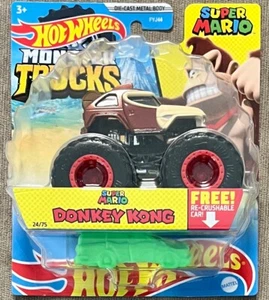 3+
HOT WHEELS
DIE-CAST METAL BODY
FYJ44
SUPER
MARIO
MONSTER
TRUCKS
SUPER
MARIO
DONKEY KONG
24/75
FREE!
RE-CRUSHABLE
CAR!
HOT WHEELS
MATTEL